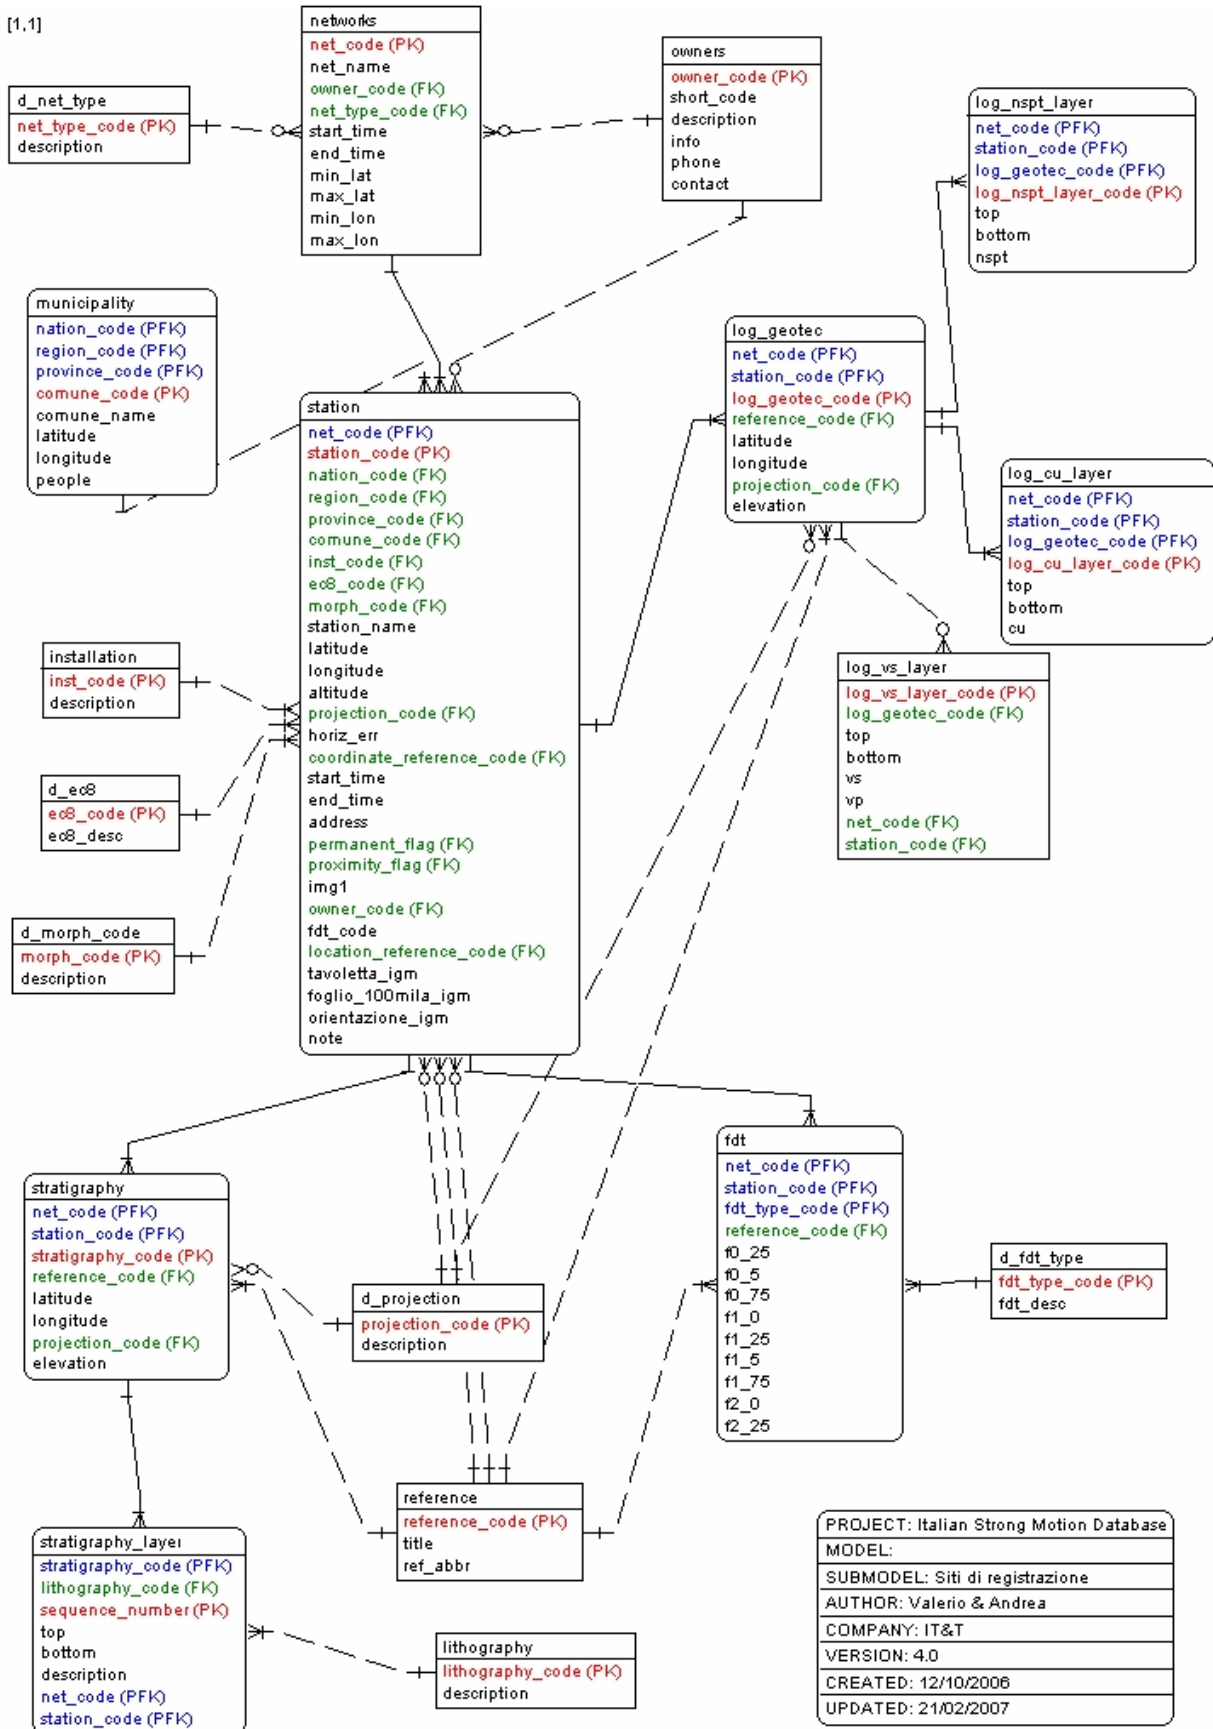 [1,1]
networks
net_code (PK)
net_name
owner_code (FK)
net_type_code (FK)
start_time
end_time
min_lat
max_lat
min_lon
max_lon
owners
owner_code (PK)
short_code
description
info
phone
contact
d_net_type
net_type_code (PK)
description
log_nspt_layer
net_code (PFK)
station_code (PFK)
log_geotec_code (PFK)
log_nspt_layer_code (PK)
top
bottom
nspt
municipality
nation_code (PFK)
region_code (PFK)
province_code (PFK)
comune_code (PK)
comune_name
latitude
longitude
people
log_geotec
net_code (PFK)
station_code (PFK)
log_geotec_code (PK)
reference_code (FK)
latitude
longitude
projection_code (FK)
elevation
station
net_code (PFK)
station_code (PK)
nation_code (FK)
region_code (FK)
province_code (FK)
comune_code (FK)
inst_code (FK)
ec8_code (FK)
morph_code (FK)
station_name
latitude
longitude
altitude
projection_code (FK)
horiz_err
coordinate_reference_code (FK)
start_time
end_time
address
permanent_flag (FK)
proximity_flag (FK)
img1
owner_code (FK)
fdt_code
location_reference_code (FK)
tavoletta_igm
foglio_100mila_igm
orientazione_igm
note
log_cu_layer
net_code (PFK)
station_code (PFK)
log_geotec_code (PFK)
log_cu_layer_code (PK)
top
bottom
cu
installation
inst_code (PK)
description
log_vs_layer
log_vs_layer_code (PK)
log_geotec_code (FK)
top
bottom
vs
vp
net_code (FK)
station_code (FK)
d_ec8
ec8_code (PK)
ec8_desc
d_morph_code
morph_code (PK)
description
stratigraphy
net_code (PFK)
station_code (PFK)
stratigraphy_code (PK)
reference_code (FK)
latitude
longitude
projection_code (FK)
elevation
fdt
net_code (PFK)
station_code (PFK)
fdt_type_code (PFK)
reference_code (FK)
f0_25
f0_5
f0_75
f1_0
f1_25
f1_5
f1_75
f2_0
f2_25
d_fdt_type
fdt_type_code (PK)
fdt_desc
d_projection
projection_code (PK)
description
reference
reference_code (PK)
title
ref_abbr
stratigraphy_layer
stratigraphy_code (PFK)
lithography_code (FK)
sequence_number (PK)
top
bottom
description
net_code (PFK)
station_code (PFK)
lithography
lithography_code (PK)
description
PROJECT: Italian Strong Motion Database
MODEL:
SUBMODEL: Siti di registrazione
AUTHOR: Valerio & Andrea
COMPANY: IT&T
VERSION: 4.0
CREATED: 12/10/2006
UPDATED: 21/02/2007